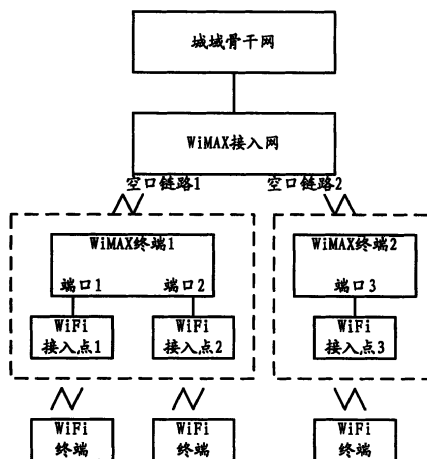 城域骨干网
WiMAX接入网
空口链路1 空口链路2
WiMAX终端1 WiMAX终端2
端口1 端口2 端口3
WiFi WiFi WiFi
接入点1 接入点2 接入点3
WiFi WiFi WiFi
终端 终端 终端